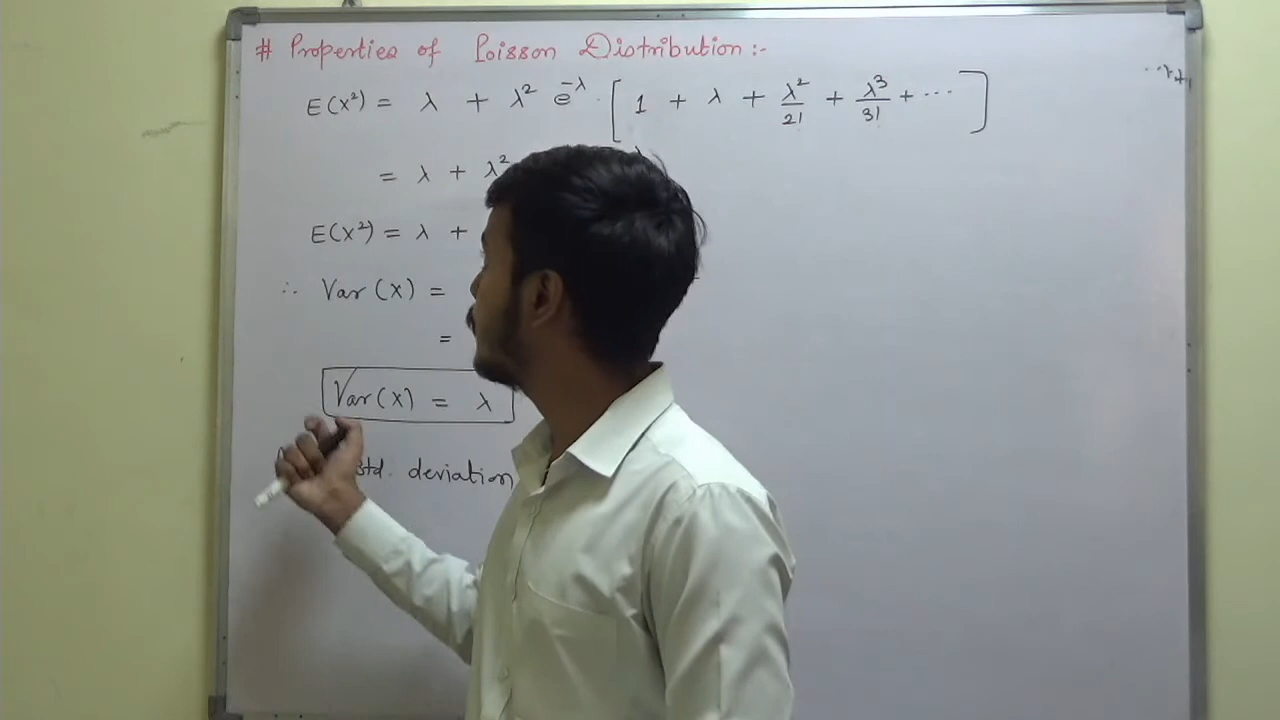 # Properties of Poisson Distribution :-
E(X²) = λ + λ² e^-λ . [ 1 + λ + λ²/2! + λ³/3! + ... ]
= λ + λ²
E(X²) = λ +
∴ Var (X) =
=
Var(X) = λ
Std. deviation